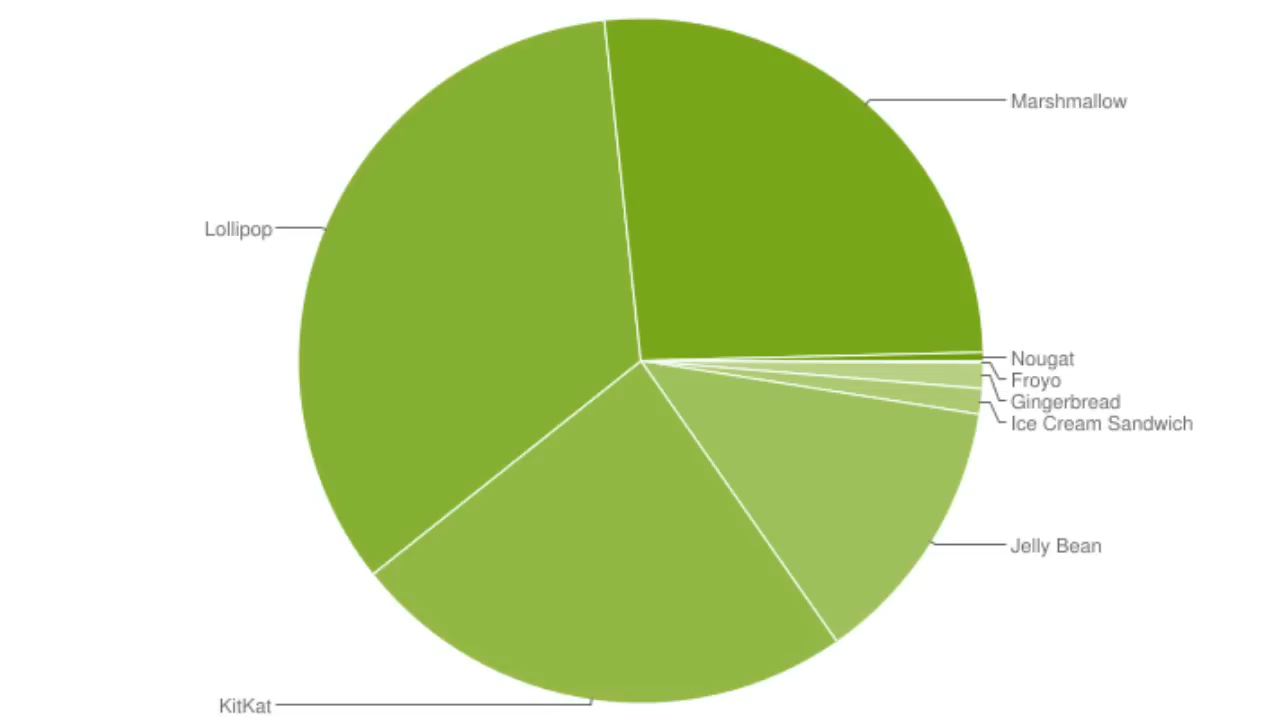 Marshmallow
Lollipop
Nougat
Froyo
Gingerbread
Ice Cream Sandwich
Jelly Bean
KitKat